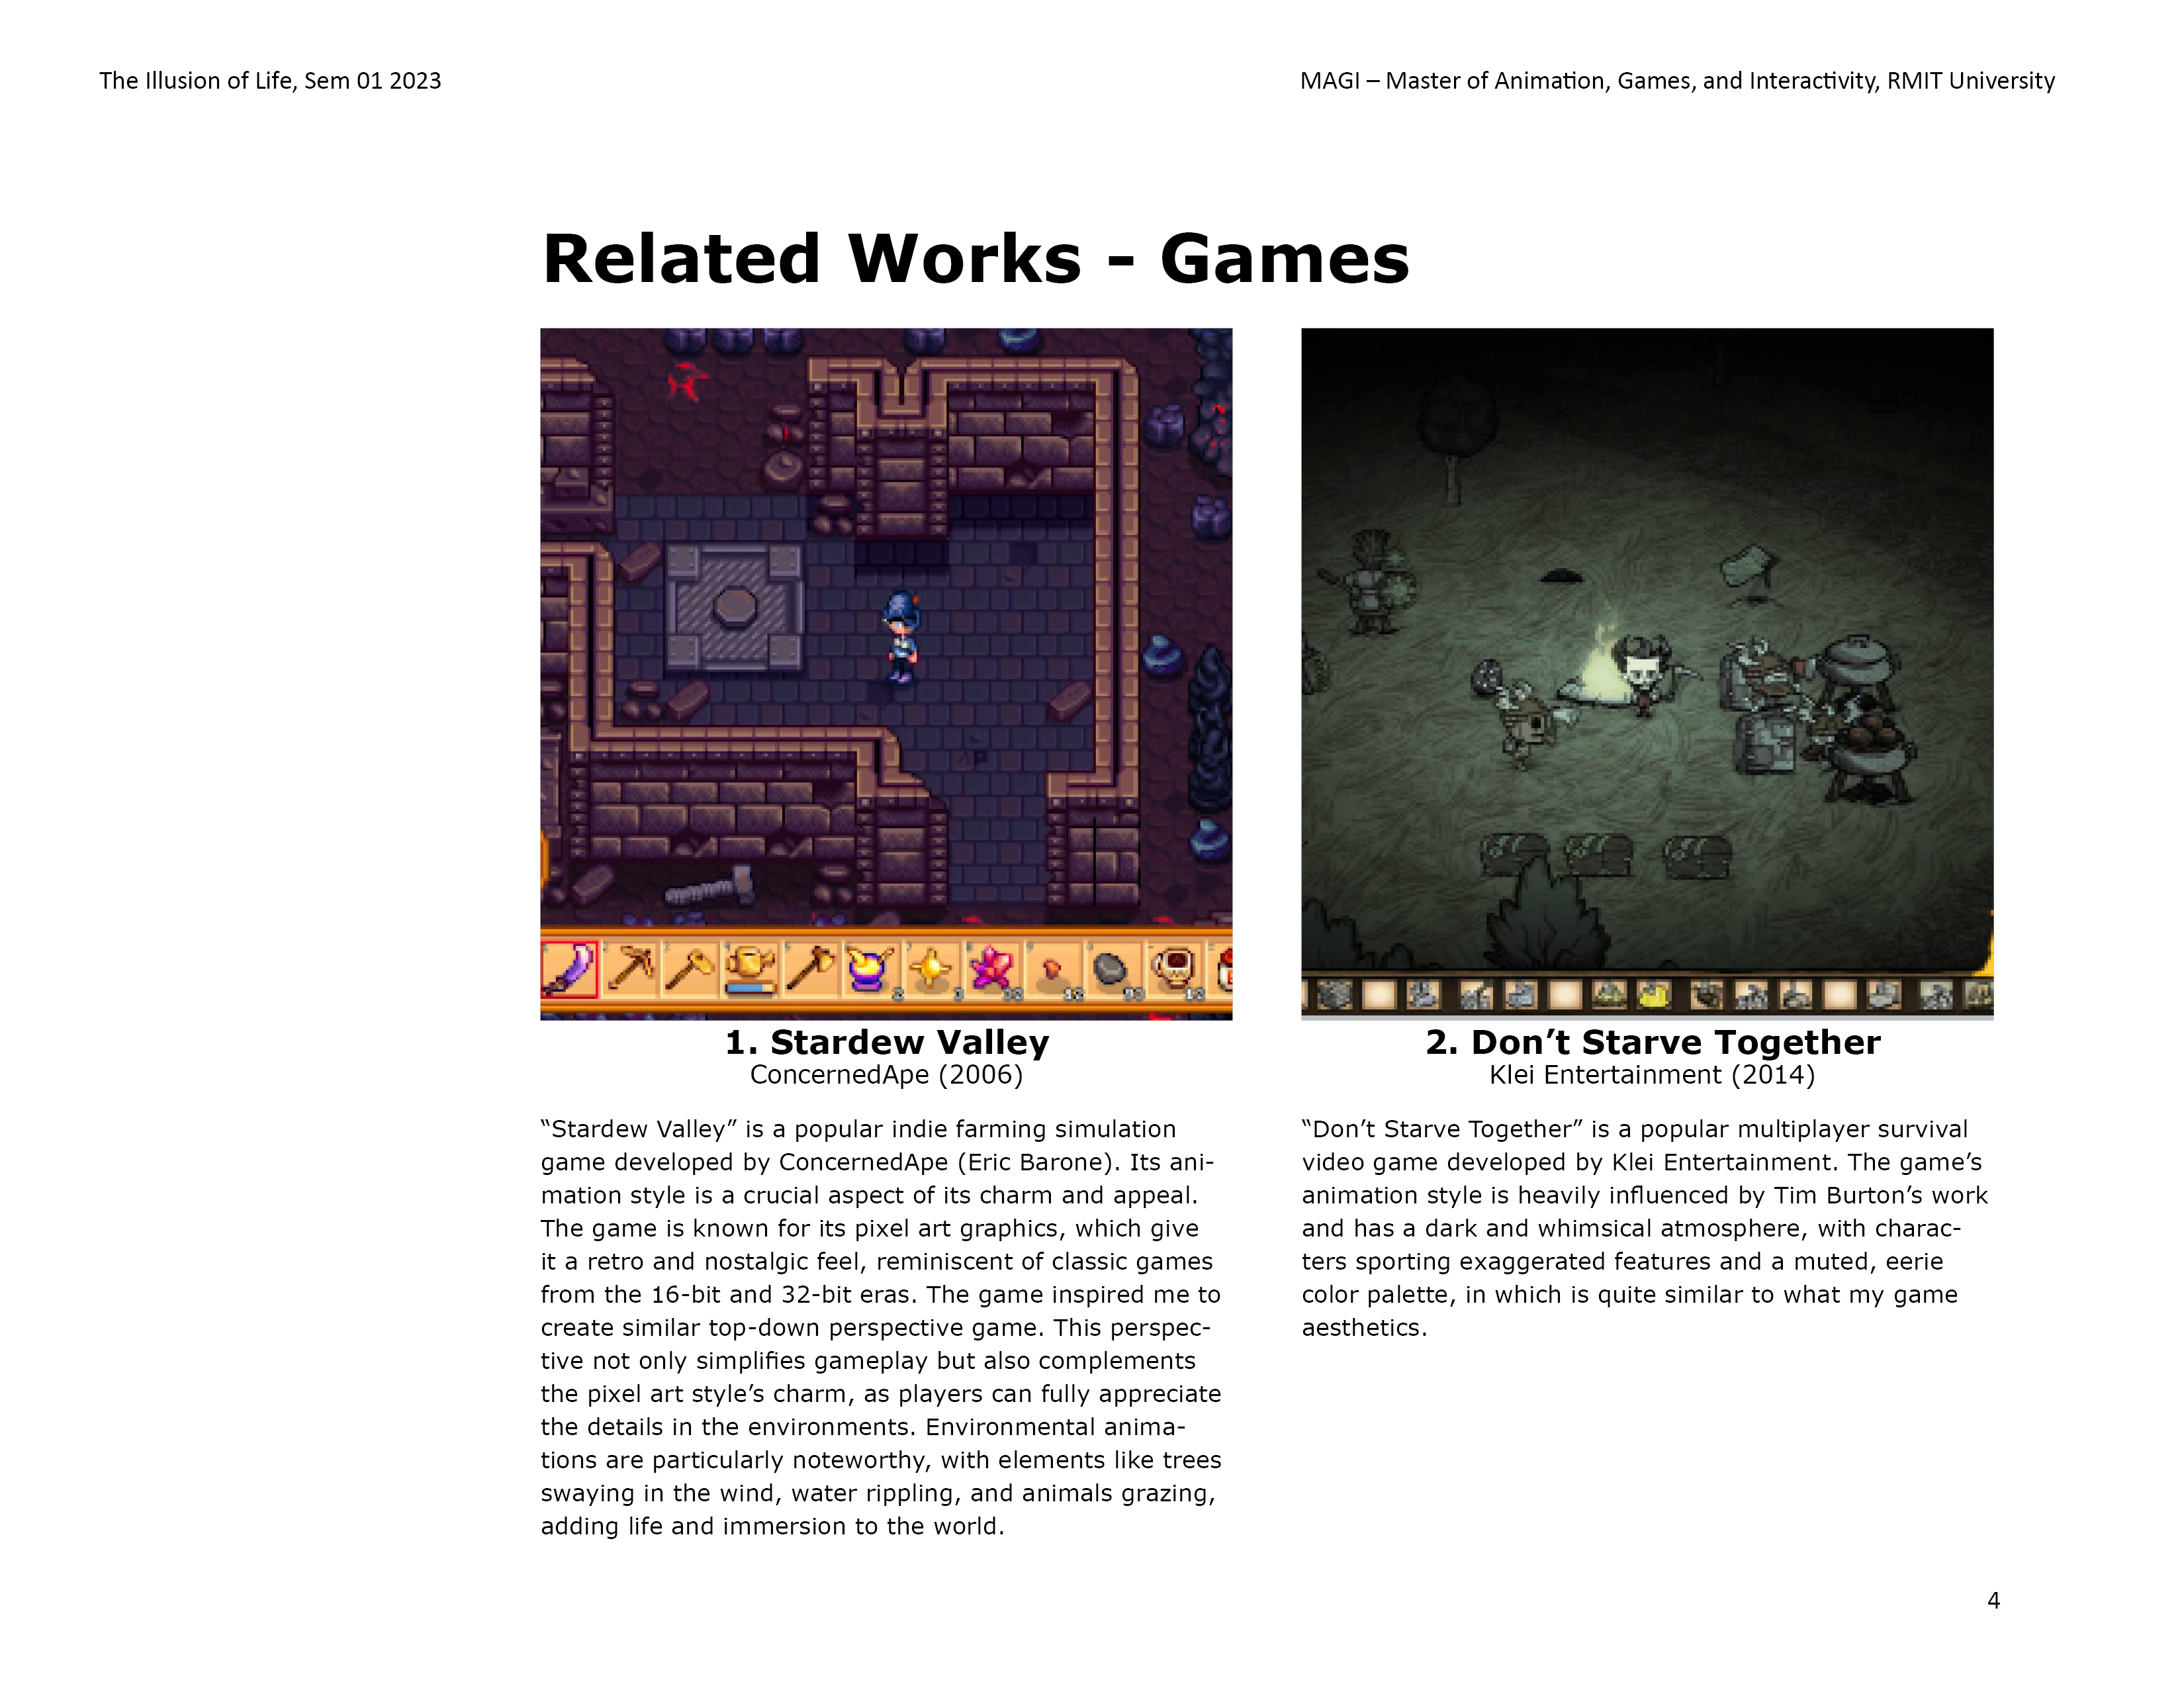 The Illusion of Life, Sem 01 2023
MAGI – Master of Animation, Games, and Interactivity, RMIT University
Related Works - Games
1. Stardew Valley
ConcernedApe (2006)
“Stardew Valley” is a popular indie farming simulation
game developed by ConcernedApe (Eric Barone). Its ani-
mation style is a crucial aspect of its charm and appeal.
The game is known for its pixel art graphics, which give
it a retro and nostalgic feel, reminiscent of classic games
from the 16-bit and 32-bit eras. The game inspired me to
create similar top-down perspective game. This perspec-
tive not only simplifies gameplay but also complements
the pixel art style’s charm, as players can fully appreciate
the details in the environments. Environmental anima-
tions are particularly noteworthy, with elements like trees
swaying in the wind, water rippling, and animals grazing,
adding life and immersion to the world.
2. Don’t Starve Together
Klei Entertainment (2014)
“Don’t Starve Together” is a popular multiplayer survival
video game developed by Klei Entertainment. The game’s
animation style is heavily influenced by Tim Burton’s work
and has a dark and whimsical atmosphere, with charac-
ters sporting exaggerated features and a muted, eerie
color palette, in which is quite similar to what my game
aesthetics.
4